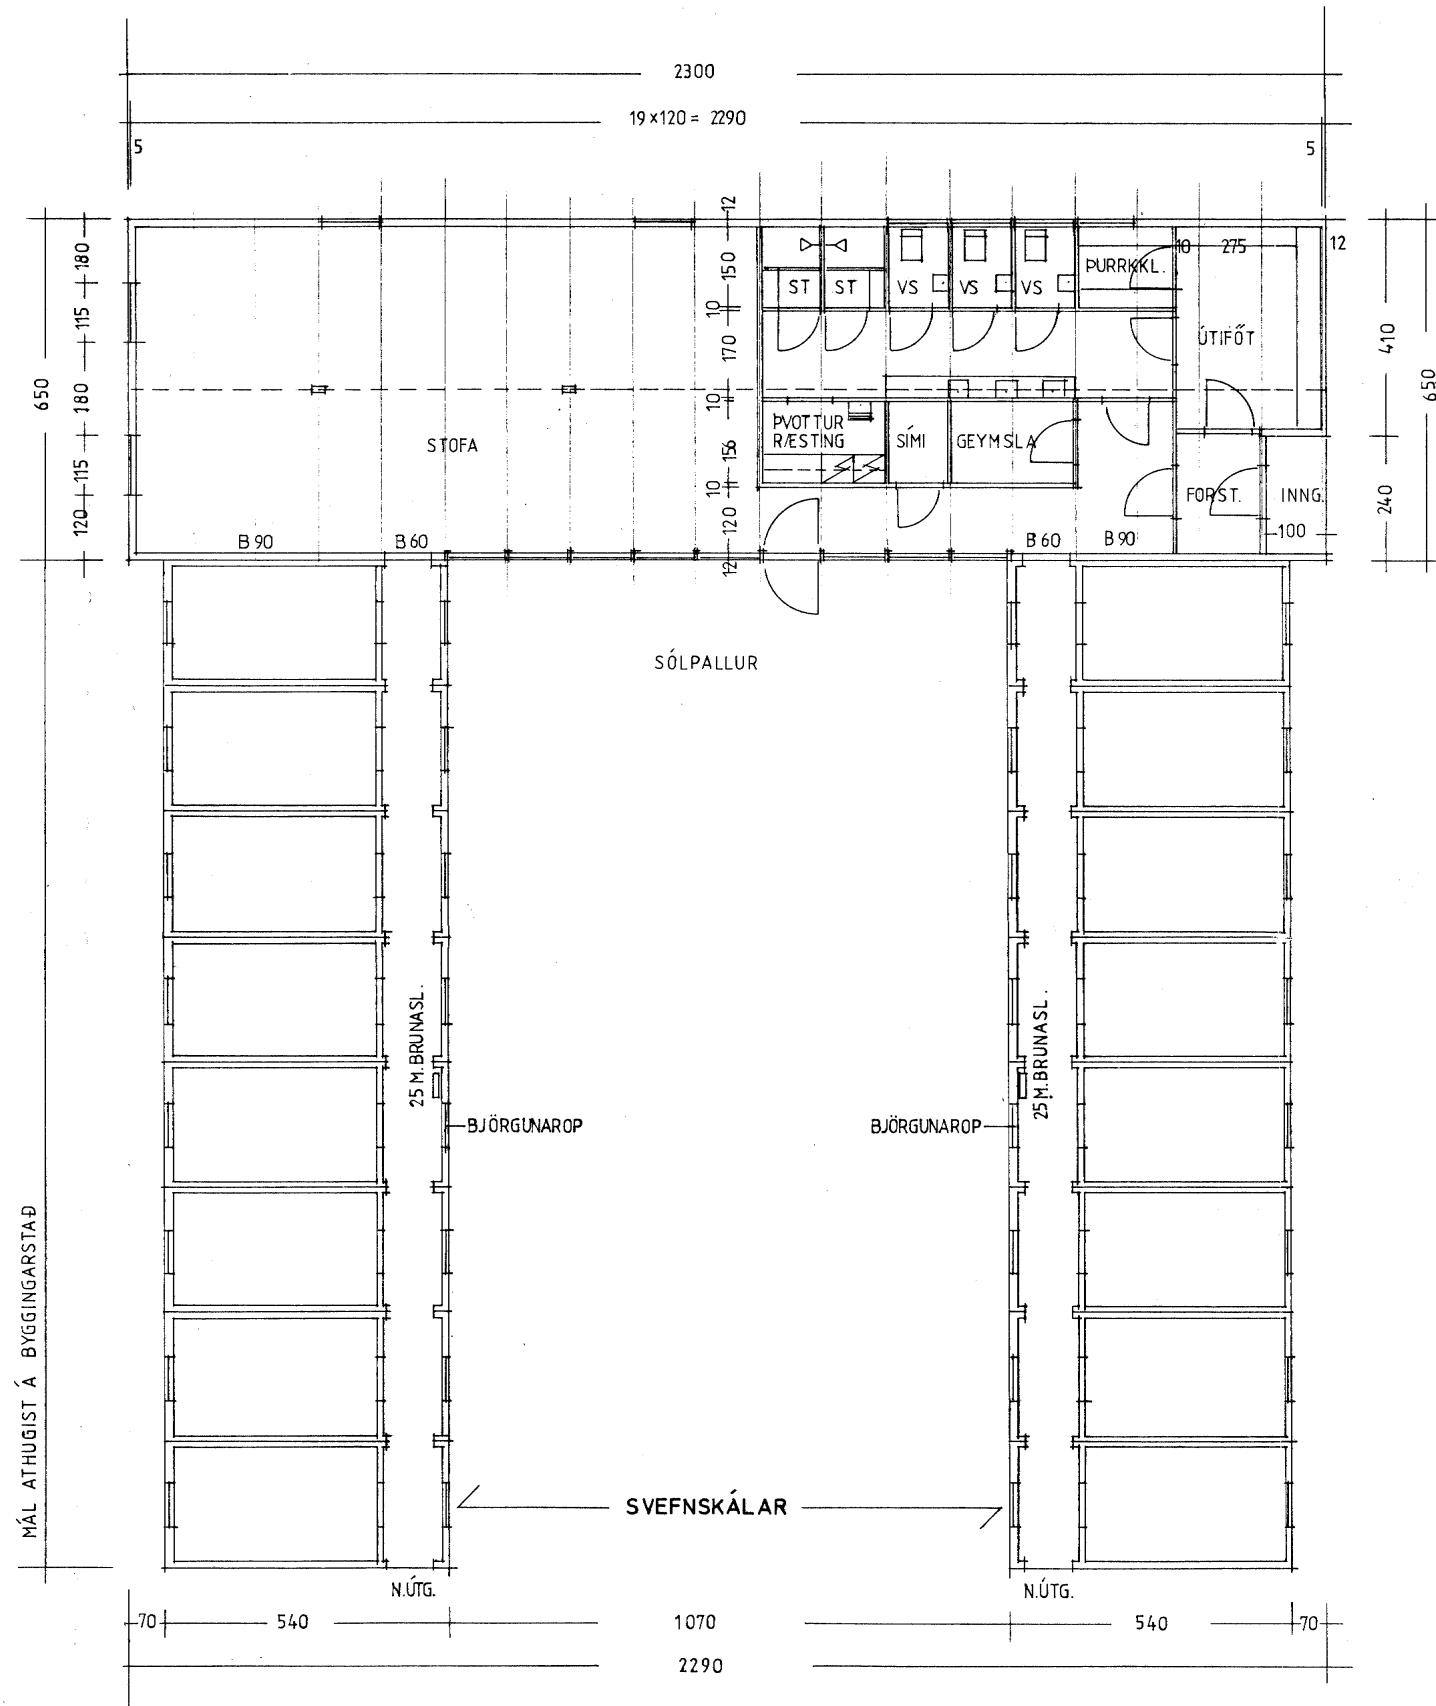 2300
19×120= 2290
5
5
12
180
150
10
275
12
ÞURRKKL.
ST
ST
VS
VS
VS
115
10
ÚTIFÖT
170
410
650
180
650
10
ÞVOTTUR
RÆSTING
SÍMI
GEYMSLA
STOFA
156
115
10
FORST.
INNG.
240
120
120
100
B 90
B 60
B 60
B 90
12
SÓLPALLUR
25 M. BRUNASL.
25 M. BRUNASL.
BJÖRGUNAROP
BJÖRGUNAROP
MÁL ATHUGIST Á BYGGINGARSTAÐ
SVEFNSKÁLAR
N.ÚTG.
N.ÚTG.
70
540
1070
540
70
2290